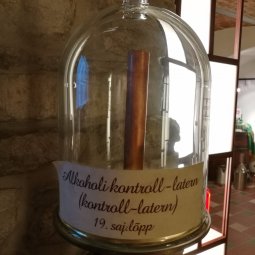 Alkoholi kontroll-latern
(kontroll-latern)
19. saj.lõpp